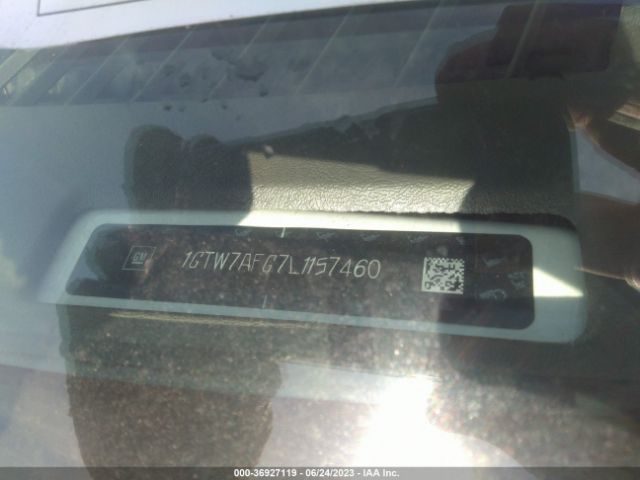 GM
1GTW7AFG7L1157460
000-36927119 - 06/24/2023 - IAA Inc.